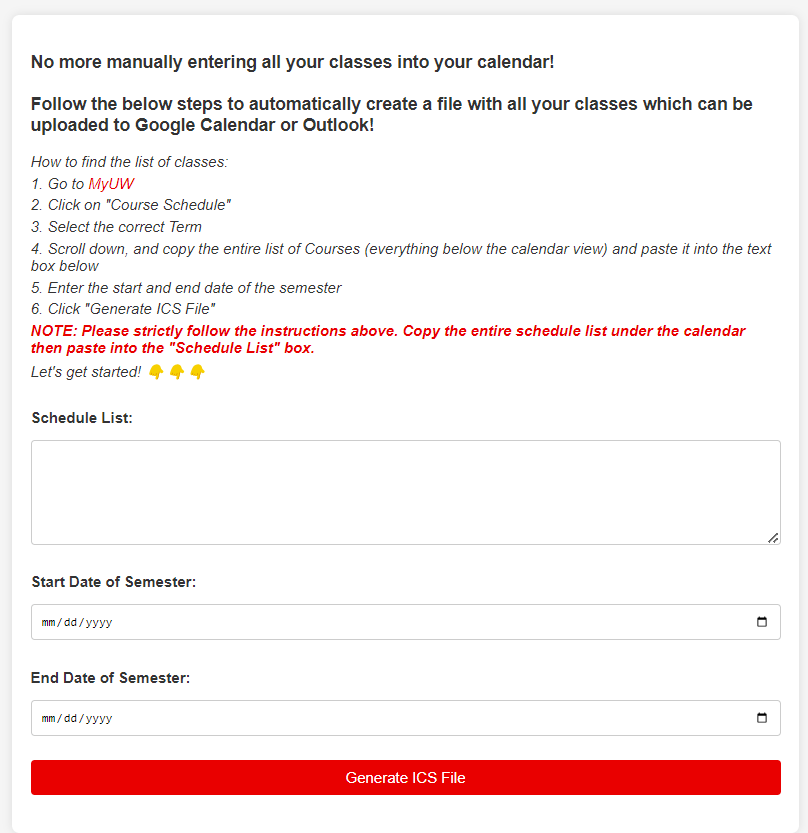 No more manually entering all your classes into your calendar!
Follow the below steps to automatically create a file with all your classes which can be
uploaded to Google Calendar or Outlook!
How to find the list of classes:
1. Go to MyUW
2. Click on "Course Schedule"
3. Select the correct Term
4. Scroll down, and copy the entire list of Courses (everything below the calendar view) and paste it into the text
box below
5. Enter the start and end date of the semester
6. Click "Generate ICS File"
NOTE: Please strictly follow the instructions above. Copy the entire schedule list under the calendar
then paste into the "Schedule List" box.
Let's get started! 👇👇👇
Schedule List:
Start Date of Semester:
mm/dd/yyyy
End Date of Semester:
mm/dd/yyyy
Generate ICS File